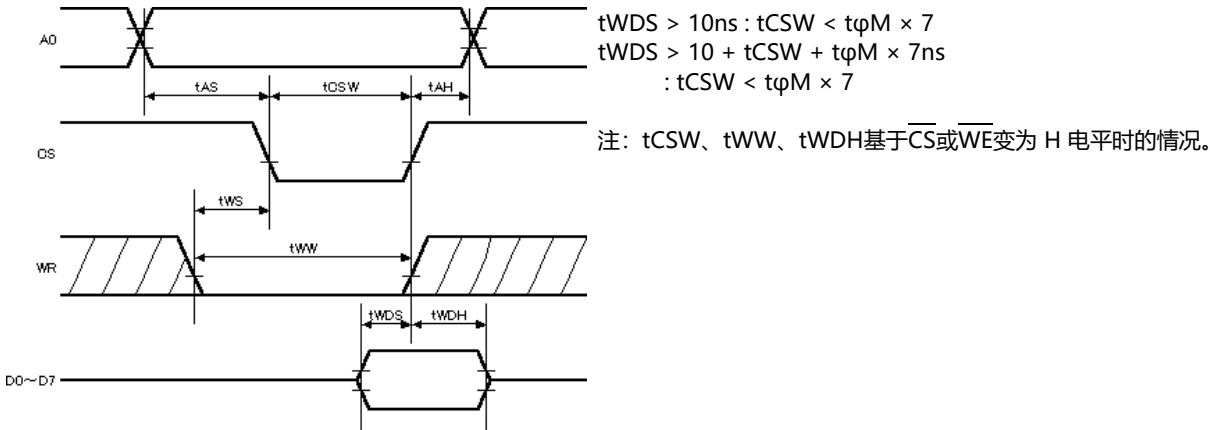 A0
tAS
tCSW
tAH
CS
tWS
WR
tWW
tWDS
tWDH
D0～D7
tWDS > 10ns : tCSW < tφM × 7
tWDS > 10 + tCSW + tφM × 7ns
: tCSW < tφM × 7
注：tCSW、tWW、tWDH基于C̅S̅或W̅E̅变为 H 电平时的情况。